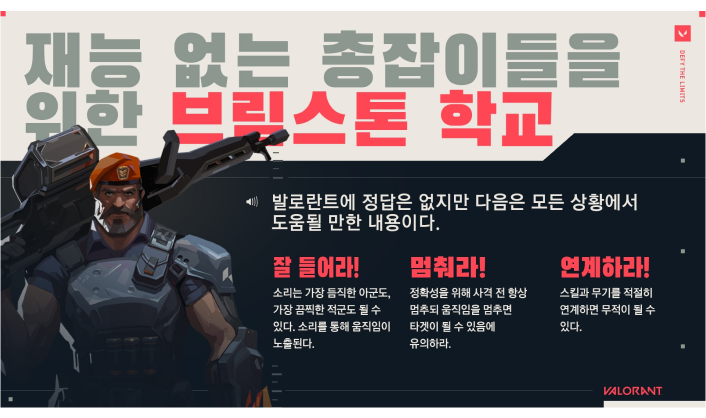 재능 없는 총잡이들을
위한 브림스톤 학교
DEFY THE LIMITS
발로란트에 정답은 없지만 다음은 모든 상황에서
도움될 만한 내용이다.
잘 들어라!
소리는 가장 듬직한 아군도,
가장 끔찍한 적군도 될 수
있다. 소리를 통해 움직임이
노출된다.
멈춰라!
정확성을 위해 사격 전 항상
멈추되 움직임을 멈추면
타겟이 될 수 있음에
유의하라.
연계하라!
스킬과 무기를 적절히
연계하면 무적이 될 수
있다.
VALORANT